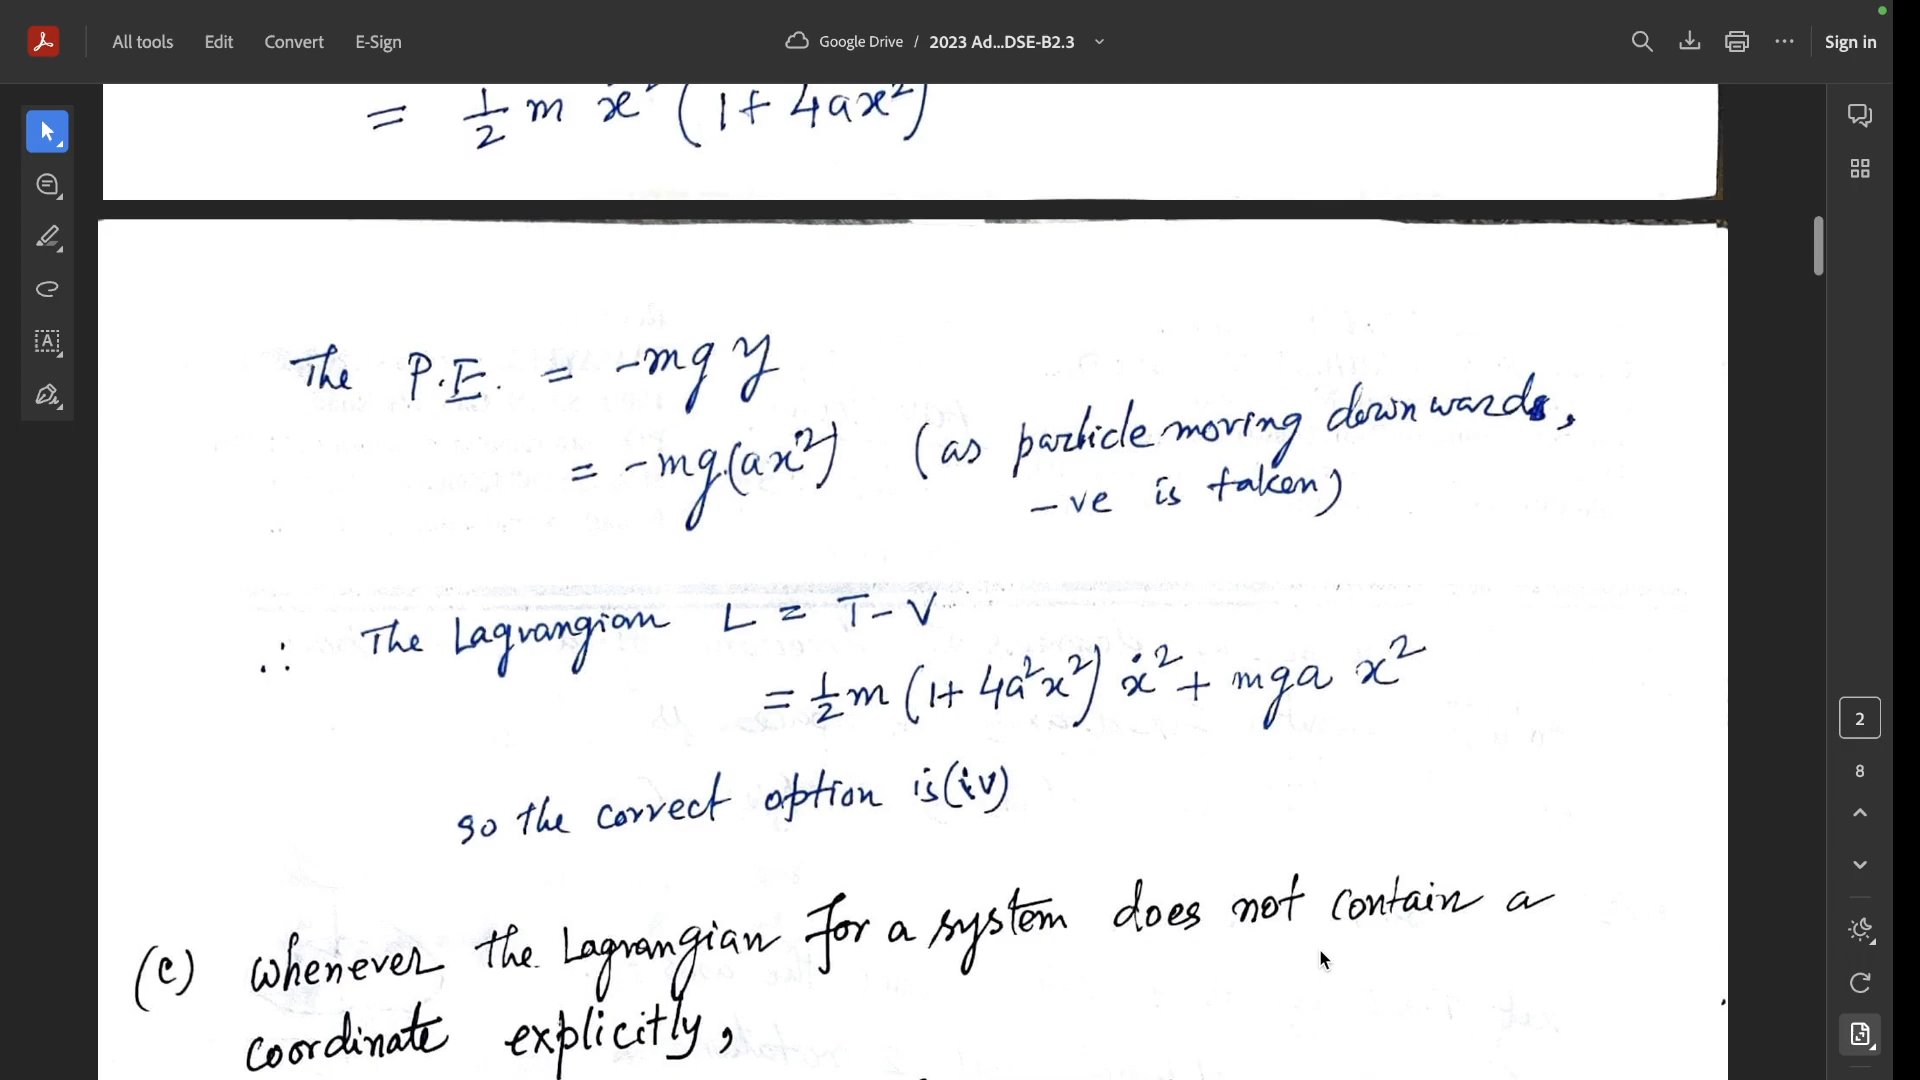 All tools Edit Convert E-Sign Google Drive / 2023 Ad...DSE-B2.3 Sign in
= 1/2 m ẋ² (1 + 4ax²)
The P.E. = -mg y
= -mg(ax²) (as particle moving downwards,
-ve is taken)
∴ The Lagrangian L = T - V
= 1/2 m (1 + 4a²x²) ẋ² + mga x²
so the correct option is (iv)
(c) whenever the Lagrangian for a system does not contain a
coordinate explicitly,
2
8